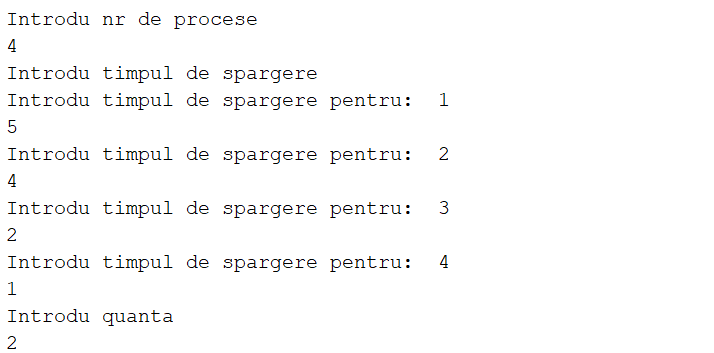 Introdu nr de procese
4
Introdu timpul de spargere
Introdu timpul de spargere pentru:  1
5
Introdu timpul de spargere pentru:  2
4
Introdu timpul de spargere pentru:  3
2
Introdu timpul de spargere pentru:  4
1
Introdu quanta
2